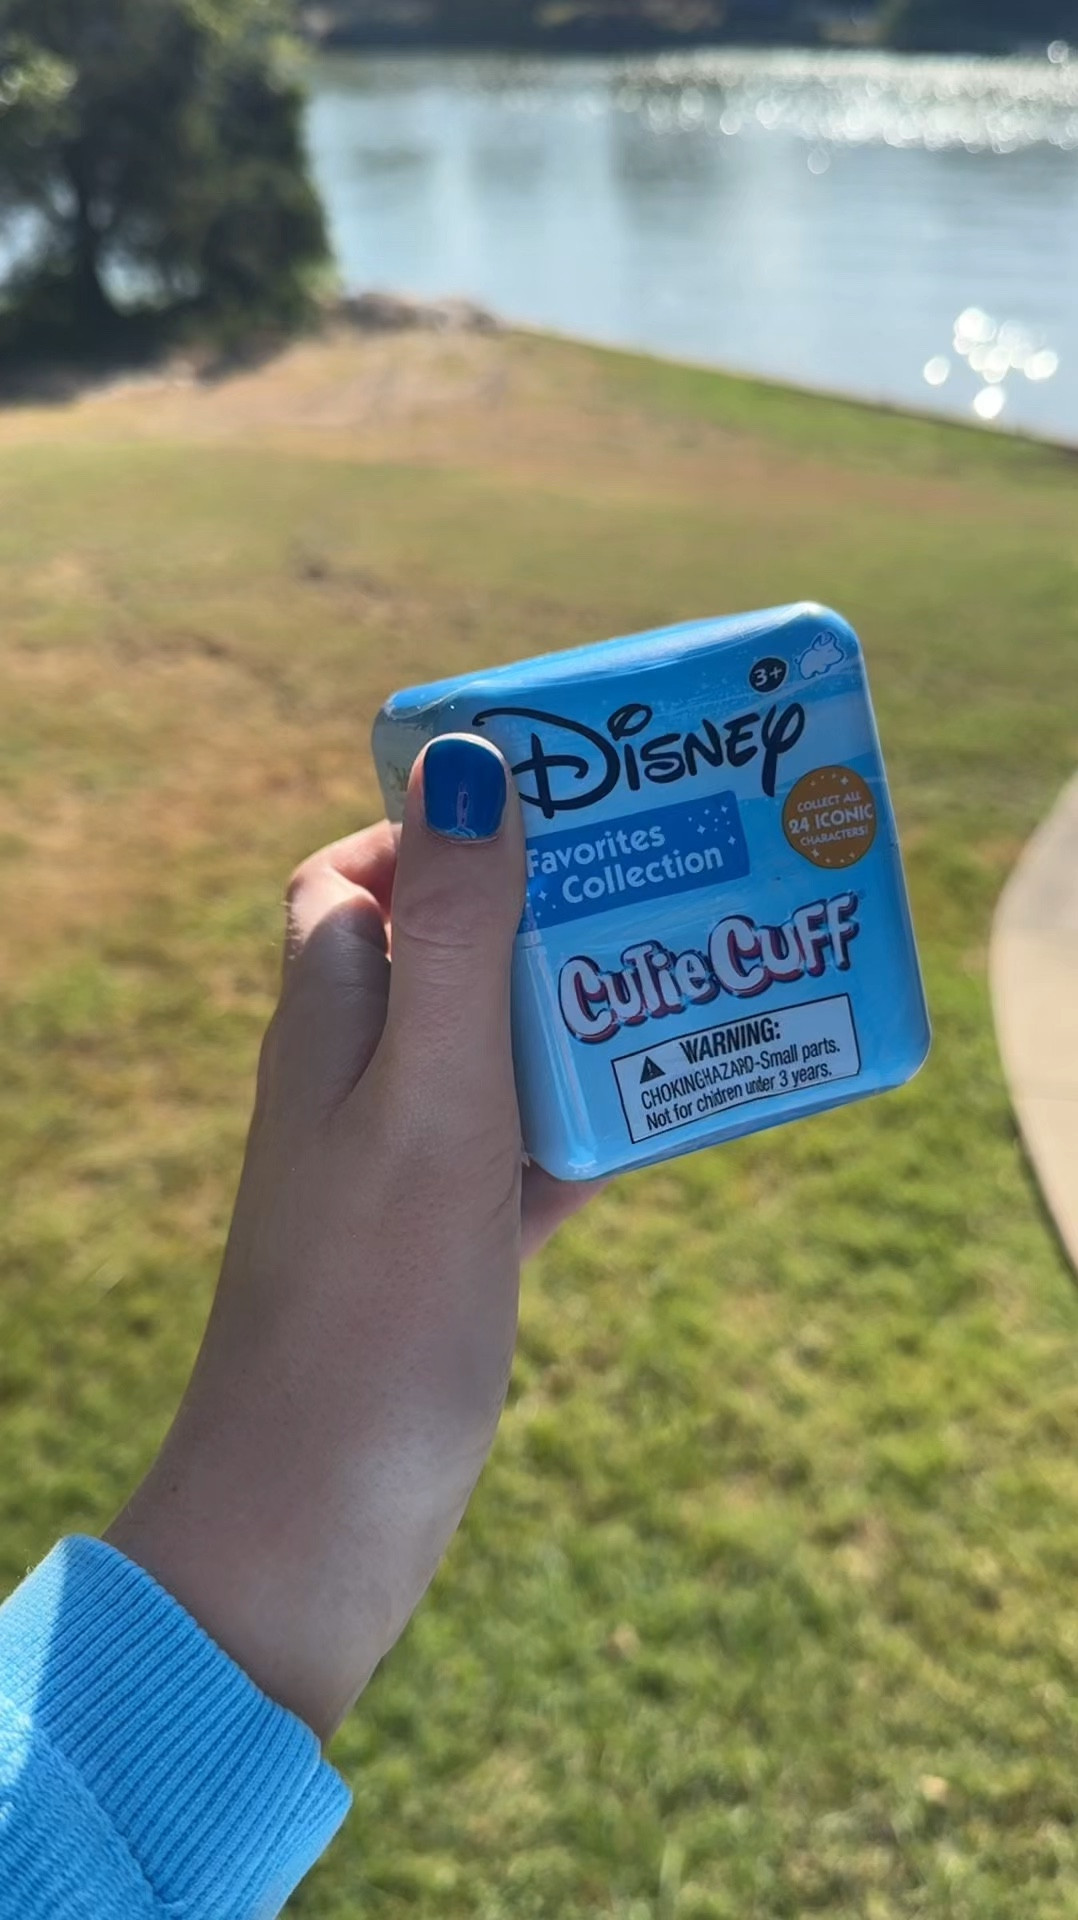 3+
Disney
COLLECT ALL
24 ICONIC
CHARACTERS!
Favorites
Collection
CUTie CUFF
WARNING:
CHOKINGHAZARD-Small parts.
Not for children under 3 years.